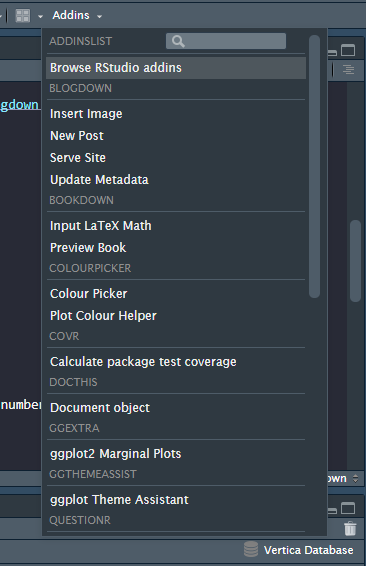 Addins
ADDINSLIST
Browse RStudio addins
BLOGDOWN
gdown
Insert Image
New Post
Serve Site
Update Metadata
BOOKDOWN
Input LaTeX Math
Preview Book
COLOURPICKER
Colour Picker
Plot Colour Helper
COVR
Calculate package test coverage
DOCTHIS
number
Document object
GGEXTRA
ggplot2 Marginal Plots
GGTHEMEASSIST
own
ggplot Theme Assistant
QUESTIONR
Vertica Database